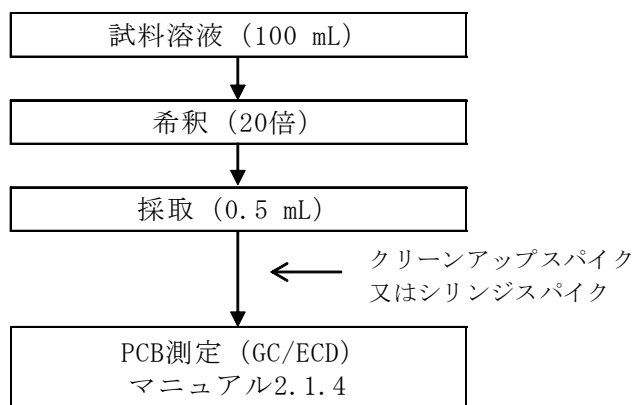 試料溶液 (100 mL)
希釈 (20倍)
採取 (0.5 mL)
クリーンアップスパイク
又はシリンジスパイク
PCB測定 (GC/ECD)
マニュアル2.1.4